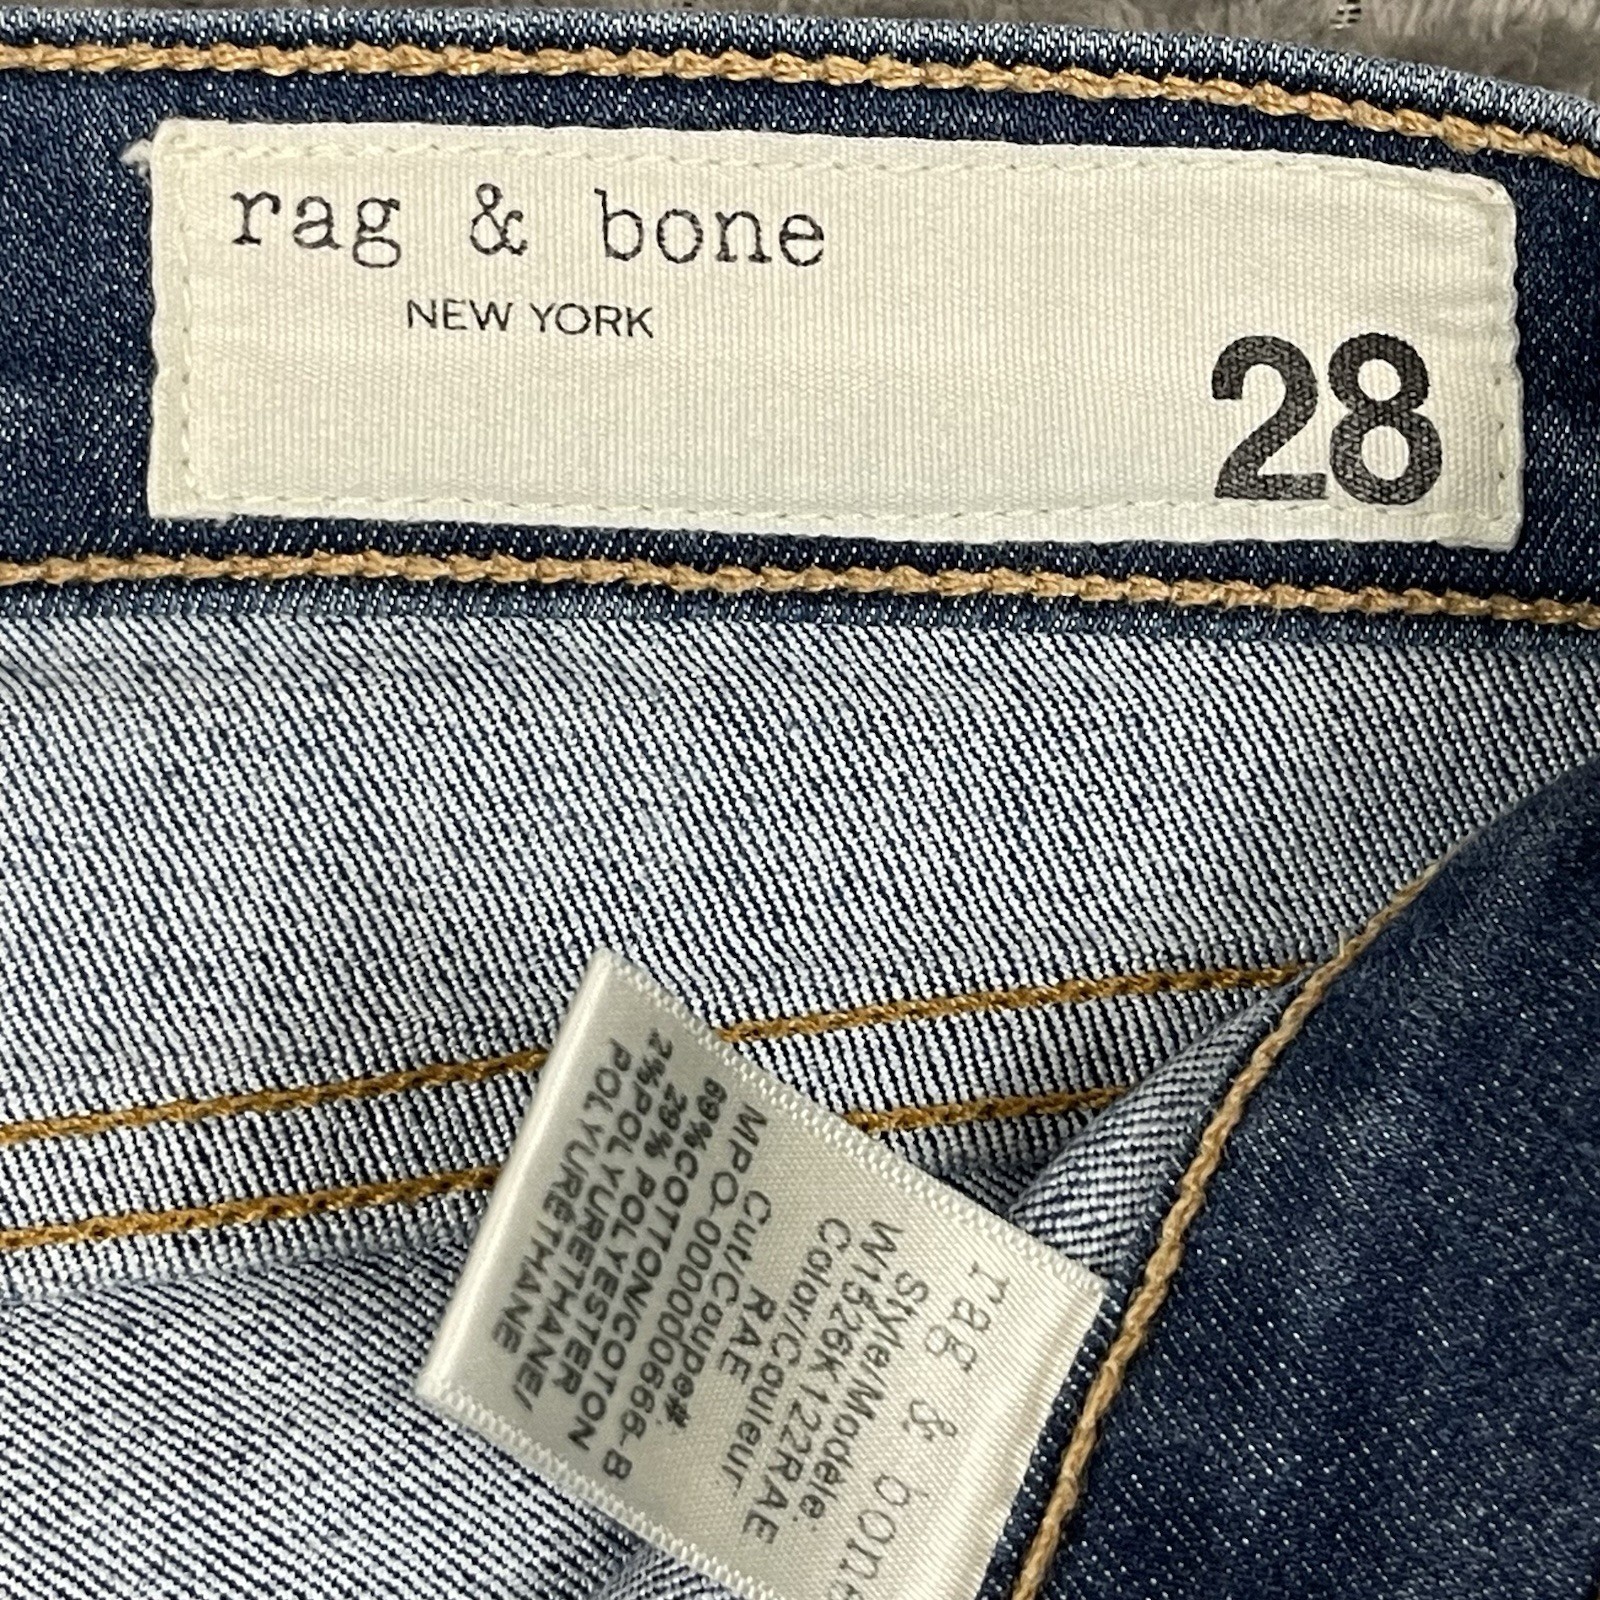 rag & bone
NEW YORK
28
rag & bone
Style/Modele:
W1526K122RAE
Color/Couleur
RAE
Cut/Coupe#.
MPO-0000000668-B
69%COTTON/COTON
29% POLYESTER
2%POLYURETHANE/
POLYURETHANE